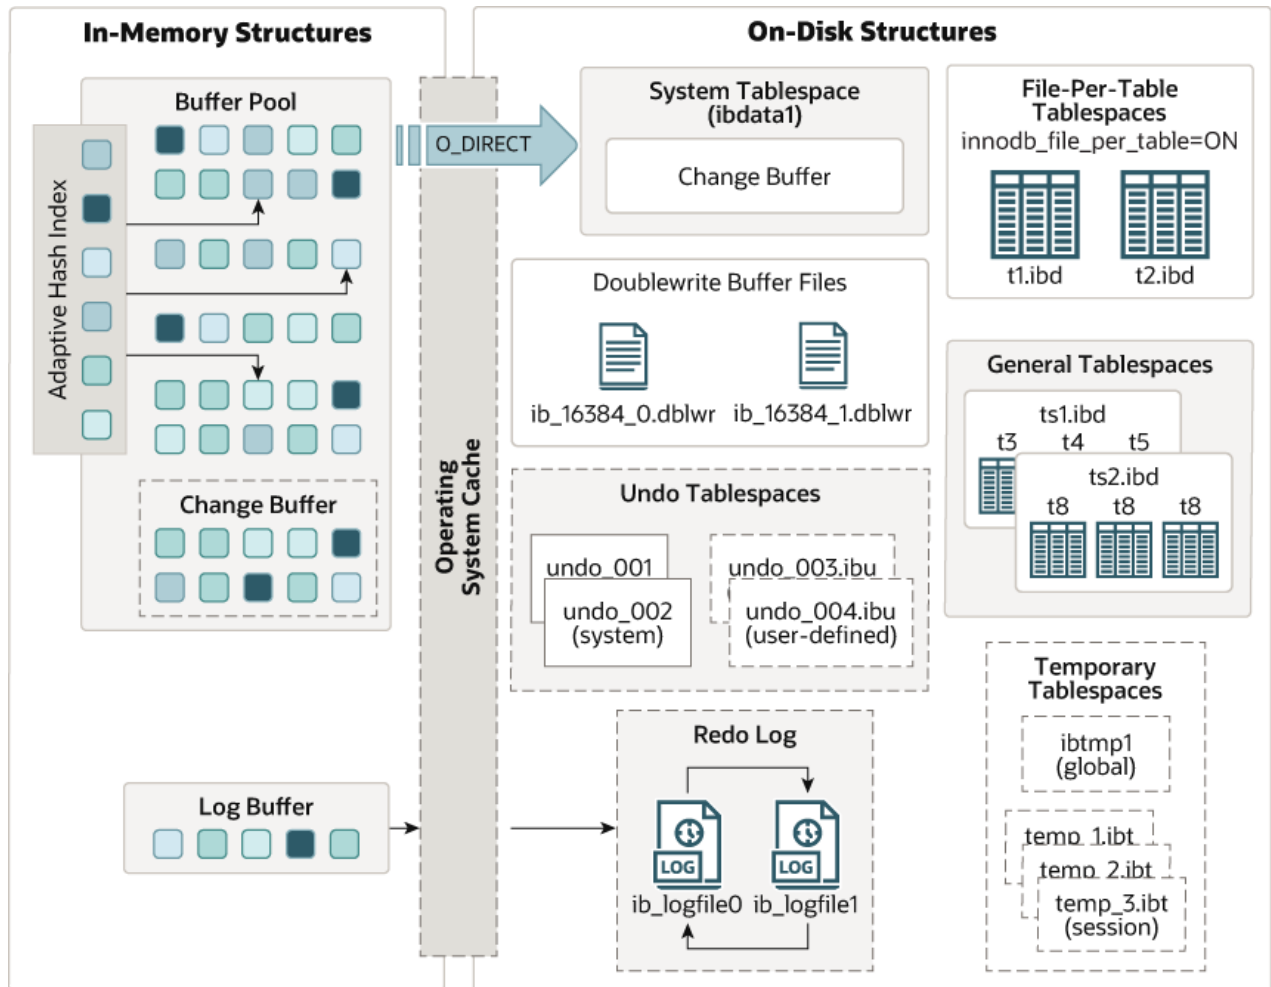 In-Memory Structures
On-Disk Structures
Buffer Pool
Adaptive Hash Index
Change Buffer
Log Buffer
Operating
System Cache
O_DIRECT
System Tablespace
(ibdata1)
Change Buffer
Doublewrite Buffer Files
ib_16384_0.dblwr
ib_16384_1.dblwr
Undo Tablespaces
undo_001
undo_002
(system)
undo_003.ibu
undo_004.ibu
(user-defined)
Redo Log
LOG
LOG
ib_logfile0
ib_logfile1
File-Per-Table
Tablespaces
innodb_file_per_table=ON
t1.ibd
t2.ibd
General Tablespaces
ts1.ibd
t3 t4 t5
ts2.ibd
t8 t8 t8
Temporary
Tablespaces
ibtmp1
(global)
temp_1.ibt
temp_2.ibt
temp_3.ibt
(session)